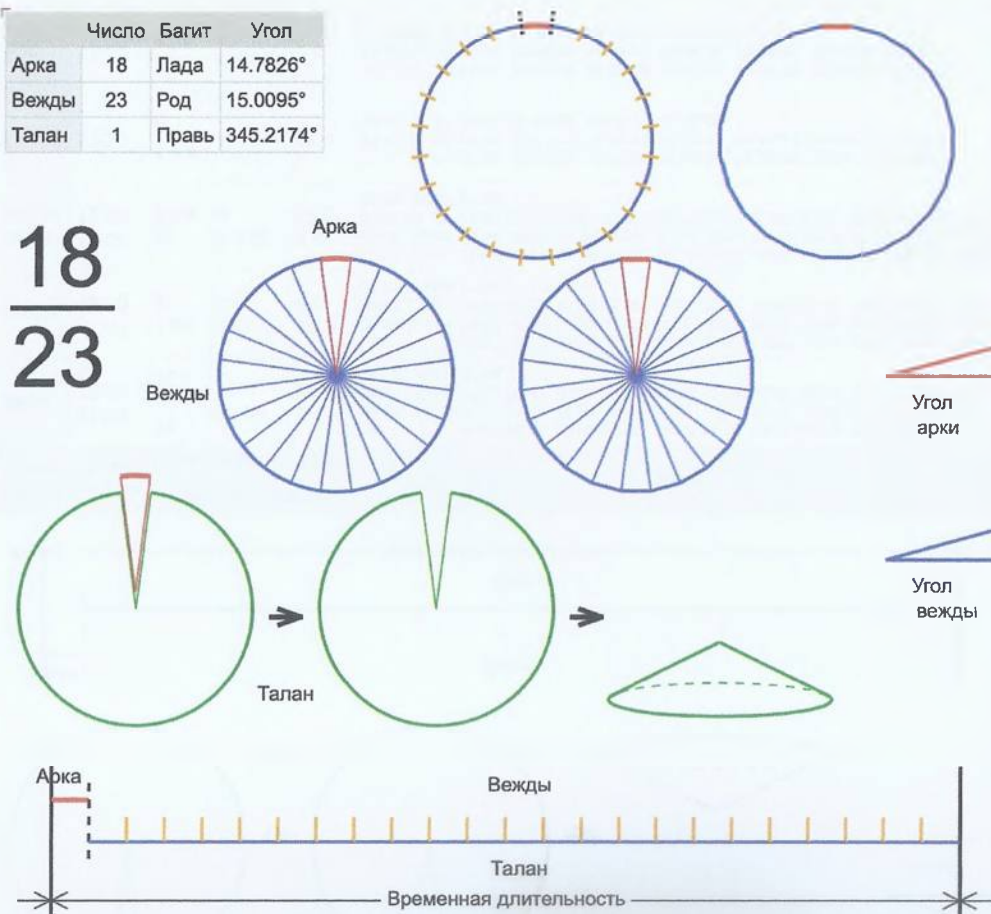 Число Багит Угол
Арка 18 Лада 14.7826°
Вежды 23 Род 15.0095°
Талан 1 Правь 345.2174°
18
23
Арка
Вежды
Угол
арки
Угол
вежды
Талан
Арка
Вежды
Талан
Временная длительность